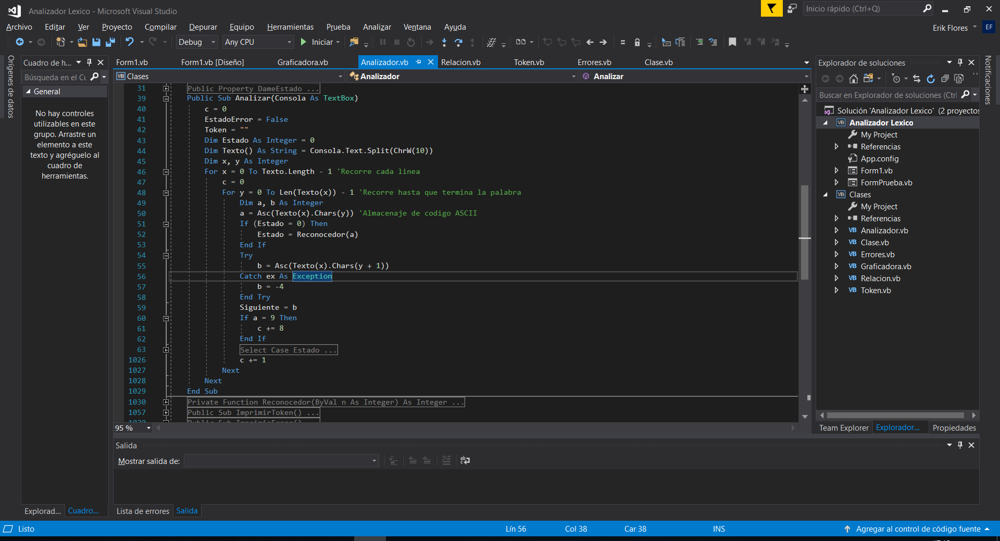 Analizador Lexico - Microsoft Visual Studio
Inicio rápido (Ctrl+Q)
Archivo Editar Ver Proyecto Compilar Depurar Equipo Herramientas Prueba Analizar Ventana Ayuda
Erik Flores EF
Debug Any CPU Iniciar
Orígenes de datos
Cuadro de h...
Búsqueda en el Cu
General
No hay controles
utilizables en este
grupo. Arrastre un
elemento a este
texto y agréguelo al
cuadro de
herramientas.
Explorad... Cuadro...
Form1.vb Form1.vb [Diseño] Graficadora.vb Analizador.vb Relacion.vb Token.vb Errores.vb Clase.vb
VB Clases Analizador Analizar
31 Public Property DameEstado ...
39 Public Sub Analizar(Consola As TextBox)
40 c = 0
41 EstadoError = False
42 Token = ""
43 Dim Estado As Integer = 0
44 Dim Texto() As String = Consola.Text.Split(ChrW(10))
45 Dim x, y As Integer
46 For x = 0 To Texto.Length - 1 'Recorre cada linea
47 c = 0
48 For y = 0 To Len(Texto(x)) - 1 'Recorre hasta que termina la palabra
49 Dim a, b As Integer
50 a = Asc(Texto(x).Chars(y)) 'Almacenaje de codigo ASCII
51 If (Estado = 0) Then
52 Estado = Reconocedor(a)
53 End If
54 Try
55 b = Asc(Texto(x).Chars(y + 1))
56 Catch ex As Exception
57 b = -4
58 End Try
59 Siguiente = b
60 If a = 9 Then
61 c += 8
62 End If
63 Select Case Estado ...
1026 c += 1
1027 Next
1028 Next
1029 End Sub
1030 Private Function Reconocedor(ByVal n As Integer) As Integer ...
1057 Public Sub ImprimirToken() ...
1070 Public Sub ImprimirError() ...
95 %
Explorador de soluciones
Buscar en Explorador de soluciones (Ctrl
Solución 'Analizador Lexico' (2 proyectos
VB Analizador Lexico
My Project
Referencias
App.config
Form1.vb
FormPrueba.vb
VB Clases
My Project
Referencias
VB Analizador.vb
VB Clase.vb
VB Errores.vb
VB Graficadora.vb
VB Relacion.vb
VB Token.vb
Team Explorer Explorador... Propiedades
Notificaciones
Salida
Mostrar salida de:
Lista de errores Salida
Listo Lín 56 Col 38 Car 38 INS Agregar al control de código fuente